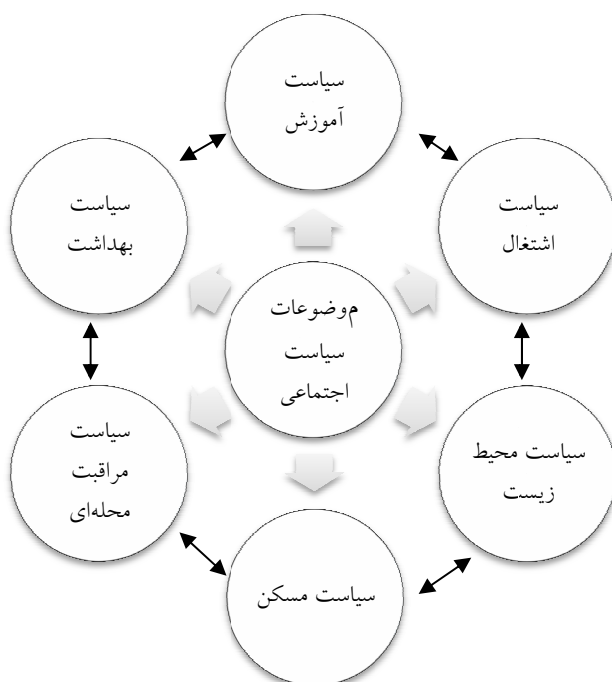 سیاست
آموزش
سیاست
اشتغال
سیاست
بهداشت
موضوعات
سیاست
اجتماعی
سیاست محیط
زیست
سیاست
مراقبت
محله‌ای
سیاست مسکن